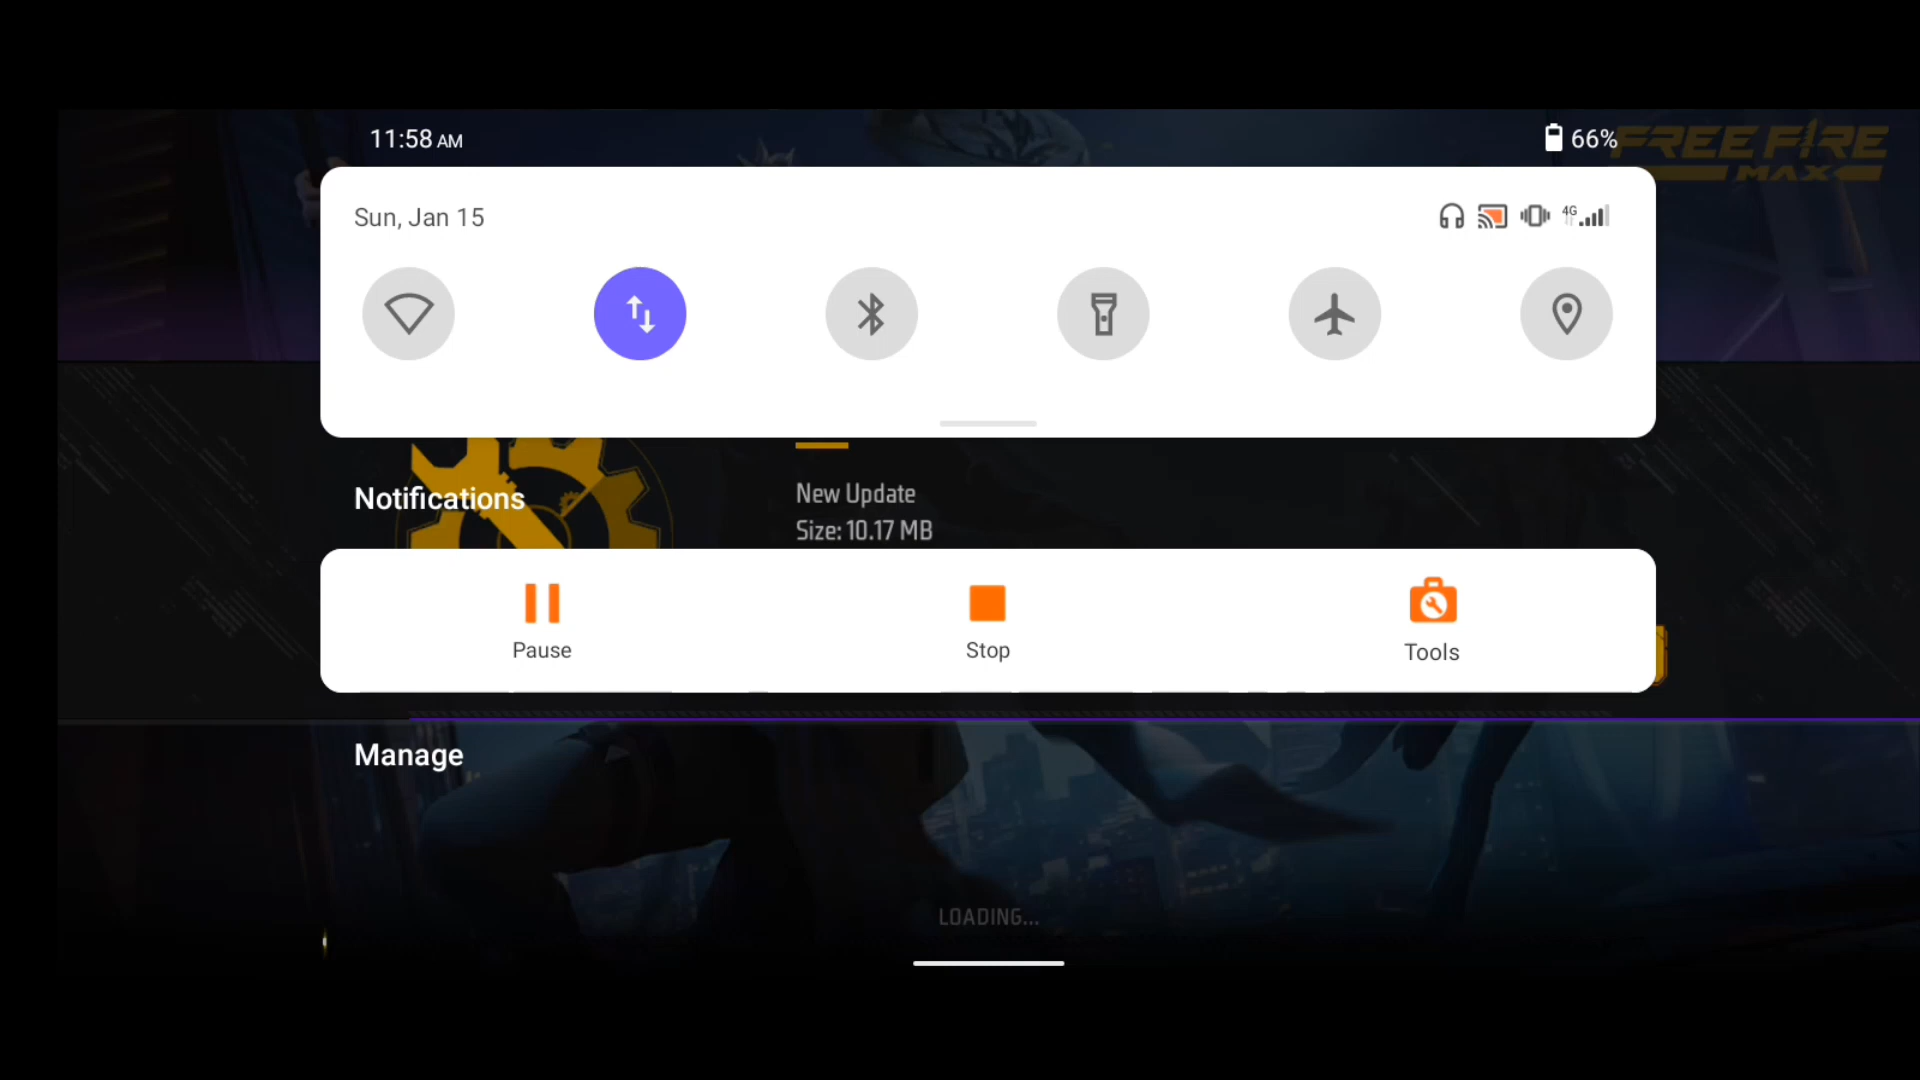 11:58 AM
66%
FREE FIRE
MAX
Sun, Jan 15
4G
Notifications
New Update
Size: 10.17 MB
Pause
Stop
Tools
Manage
LOADING...